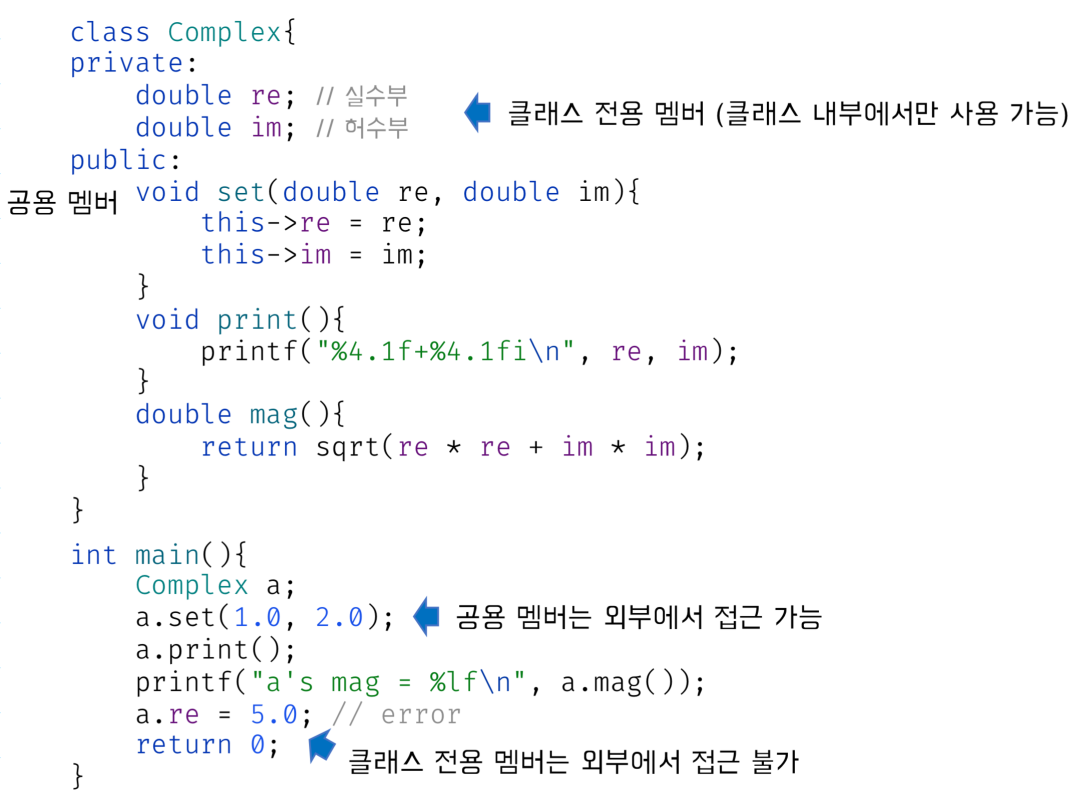 class Complex{
private:
double re; // 실수부
double im; // 허수부
클래스 전용 멤버 (클래스 내부에서만 사용 가능)
public:
공용 멤버
void set(double re, double im){
this->re = re;
this->im = im;
}
void print(){
printf("%4.1f+%4.1fi\n", re, im);
}
double mag(){
return sqrt(re * re + im * im);
}
}
int main(){
Complex a;
a.set(1.0, 2.0);
공용 멤버는 외부에서 접근 가능
a.print();
printf("a's mag = %lf\n", a.mag());
a.re = 5.0; // error
return 0;
클래스 전용 멤버는 외부에서 접근 불가
}